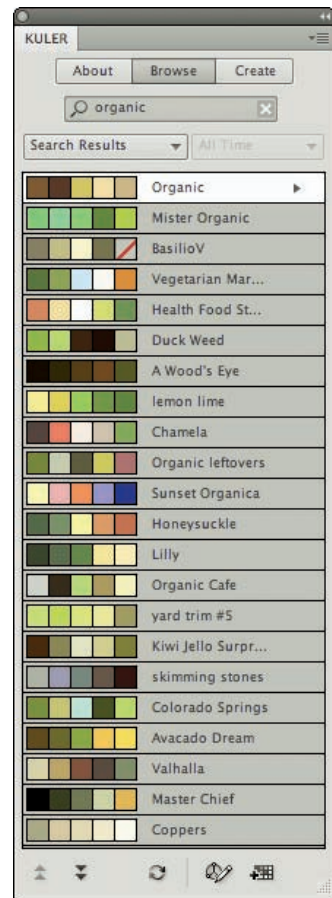 KULER
About Browse Create
organic
Search Results All Time
Organic
Mister Organic
BasilioV
Vegetarian Mar...
Health Food St...
Duck Weed
A Wood's Eye
lemon lime
Chamela
Organic leftovers
Sunset Organica
Honeysuckle
Lilly
Organic Cafe
yard trim #5
Kiwi Jello Surpr...
skimming stones
Colorado Springs
Avacado Dream
Valhalla
Master Chief
Coppers